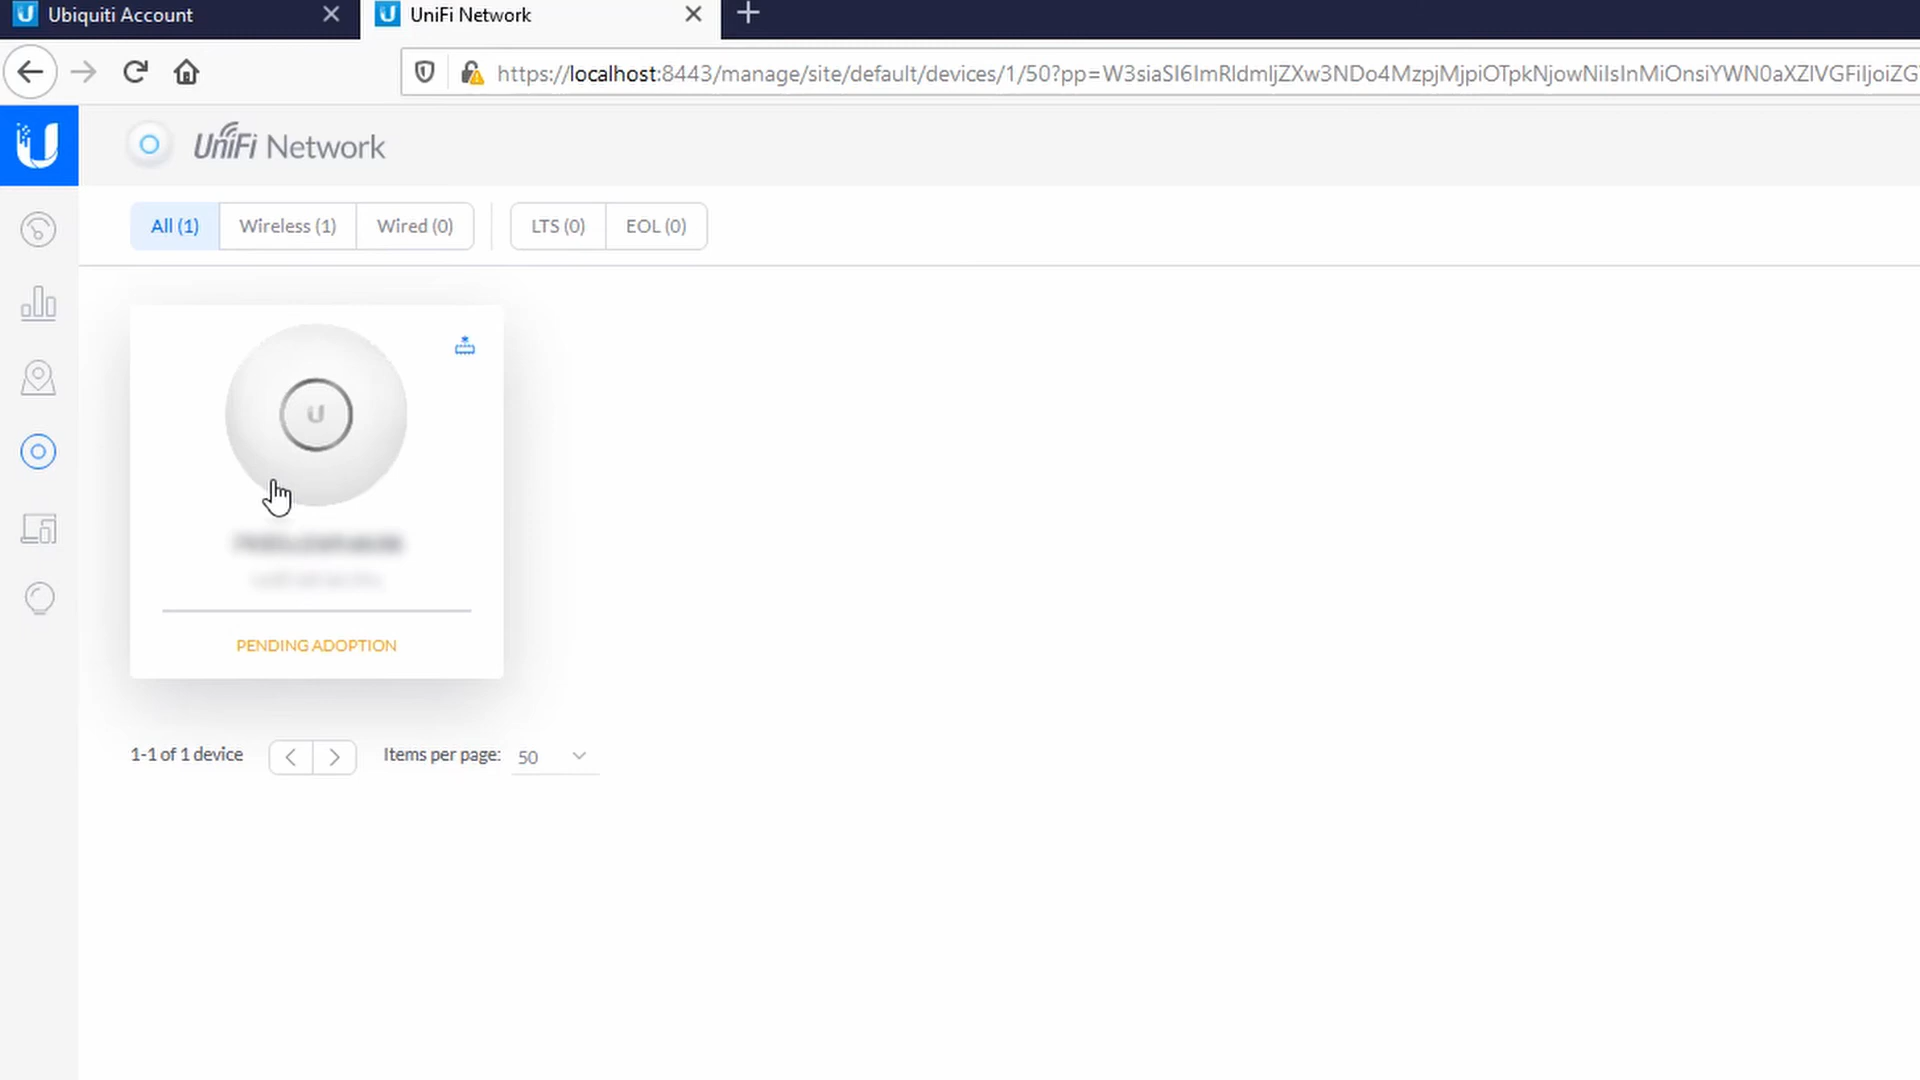 Ubiquiti Account
UniFi Network
https://localhost:8443/manage/site/default/devices/1/50?pp=
UniFi Network
All (1)
Wireless (1)
Wired (0)
LTS (0)
EOL (0)
U
PENDING ADOPTION
1-1 of 1 device
Items per page: 50